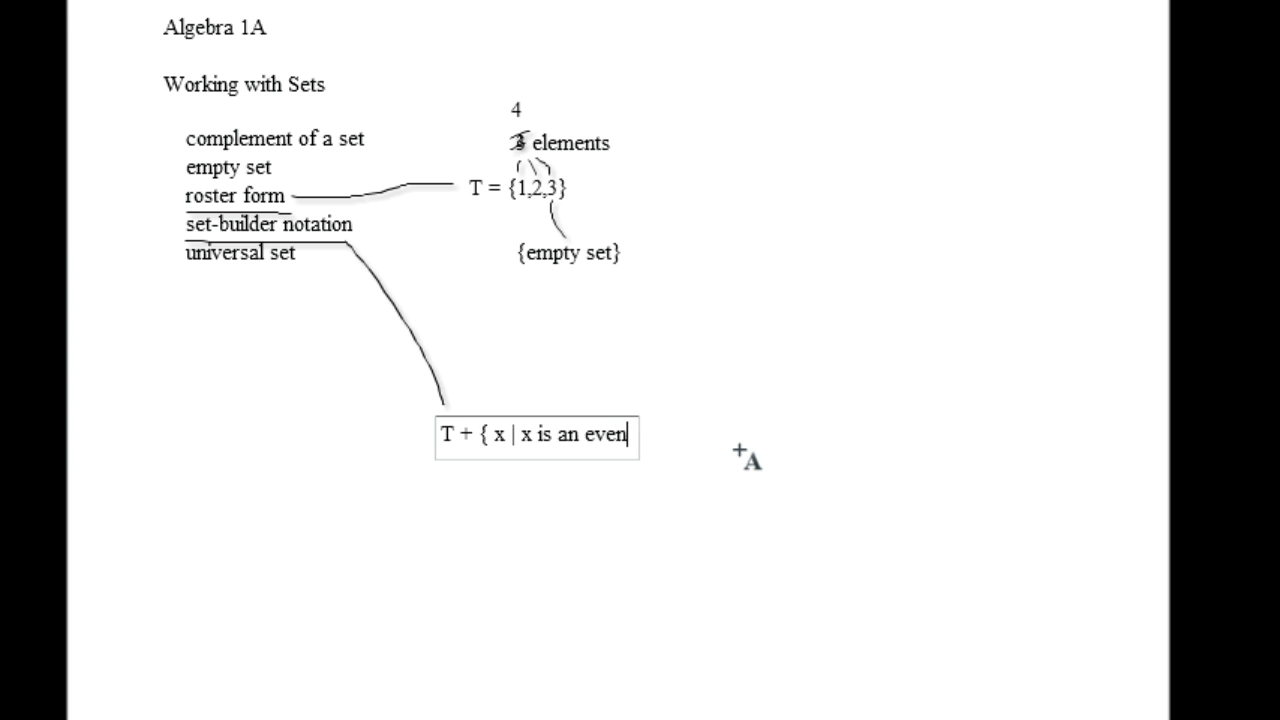 Algebra 1A
Working with Sets
4
complement of a set
elements
empty set
roster form
T = {1,2,3}
set-builder notation
universal set
{empty set}
T + { x | x is an even
+A